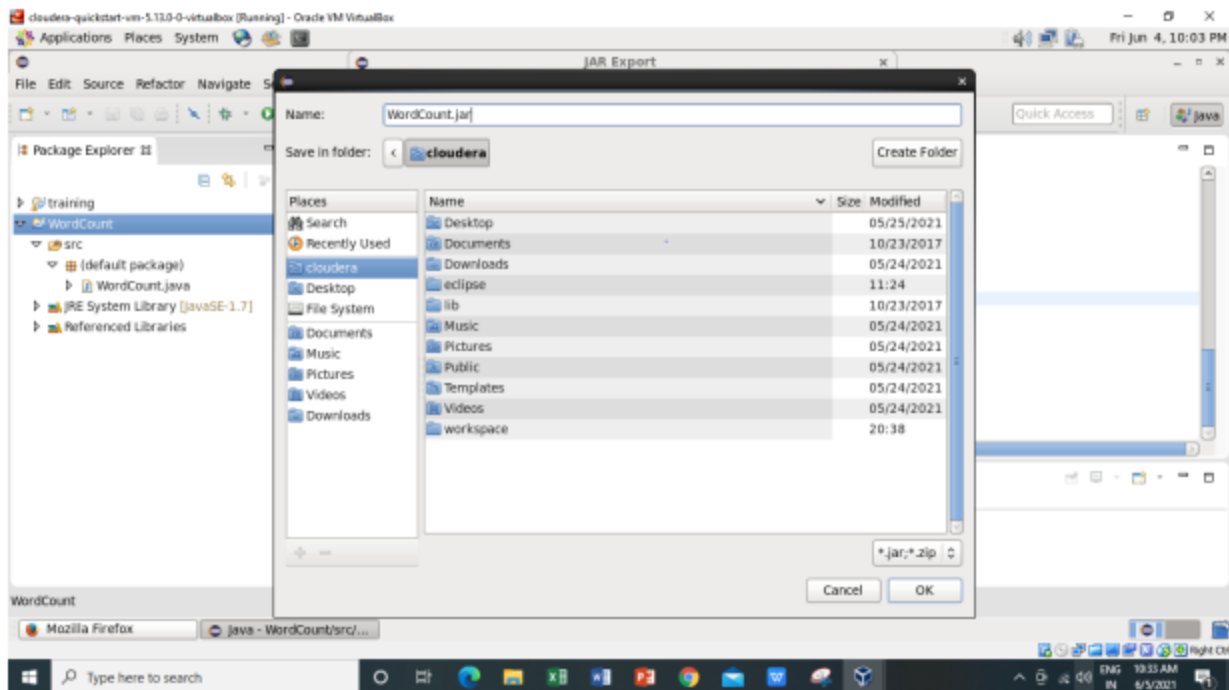 cloudera-quickstart-vm-5.13.0-0-virtualbox [Running] - Oracle VM VirtualBox
Applications Places System Fri Jun 4, 10:03 PM
JAR Export
File Edit Source Refactor Navigate S
Name: WordCount.jar
Quick Access Java
Package Explorer
Save in folder: cloudera Create Folder
training
WordCount
src
(default package)
WordCount.java
JRE System Library [JavaSE-1.7]
Referenced Libraries
Places
Search
Recently Used
cloudera
Desktop
File System
Documents
Music
Pictures
Videos
Downloads
Name Size Modified
Desktop 05/25/2021
Documents 10/23/2017
Downloads 05/24/2021
eclipse 11:24
lib 10/23/2017
Music 05/24/2021
Pictures 05/24/2021
Public 05/24/2021
Templates 05/24/2021
Videos 05/24/2021
workspace 20:38
*.jar;*.zip
Cancel OK
WordCount
Mozilla Firefox Java - WordCount/src/...
Right Ctrl
Type here to search
ENG 10:33 AM
IN 6/5/2021